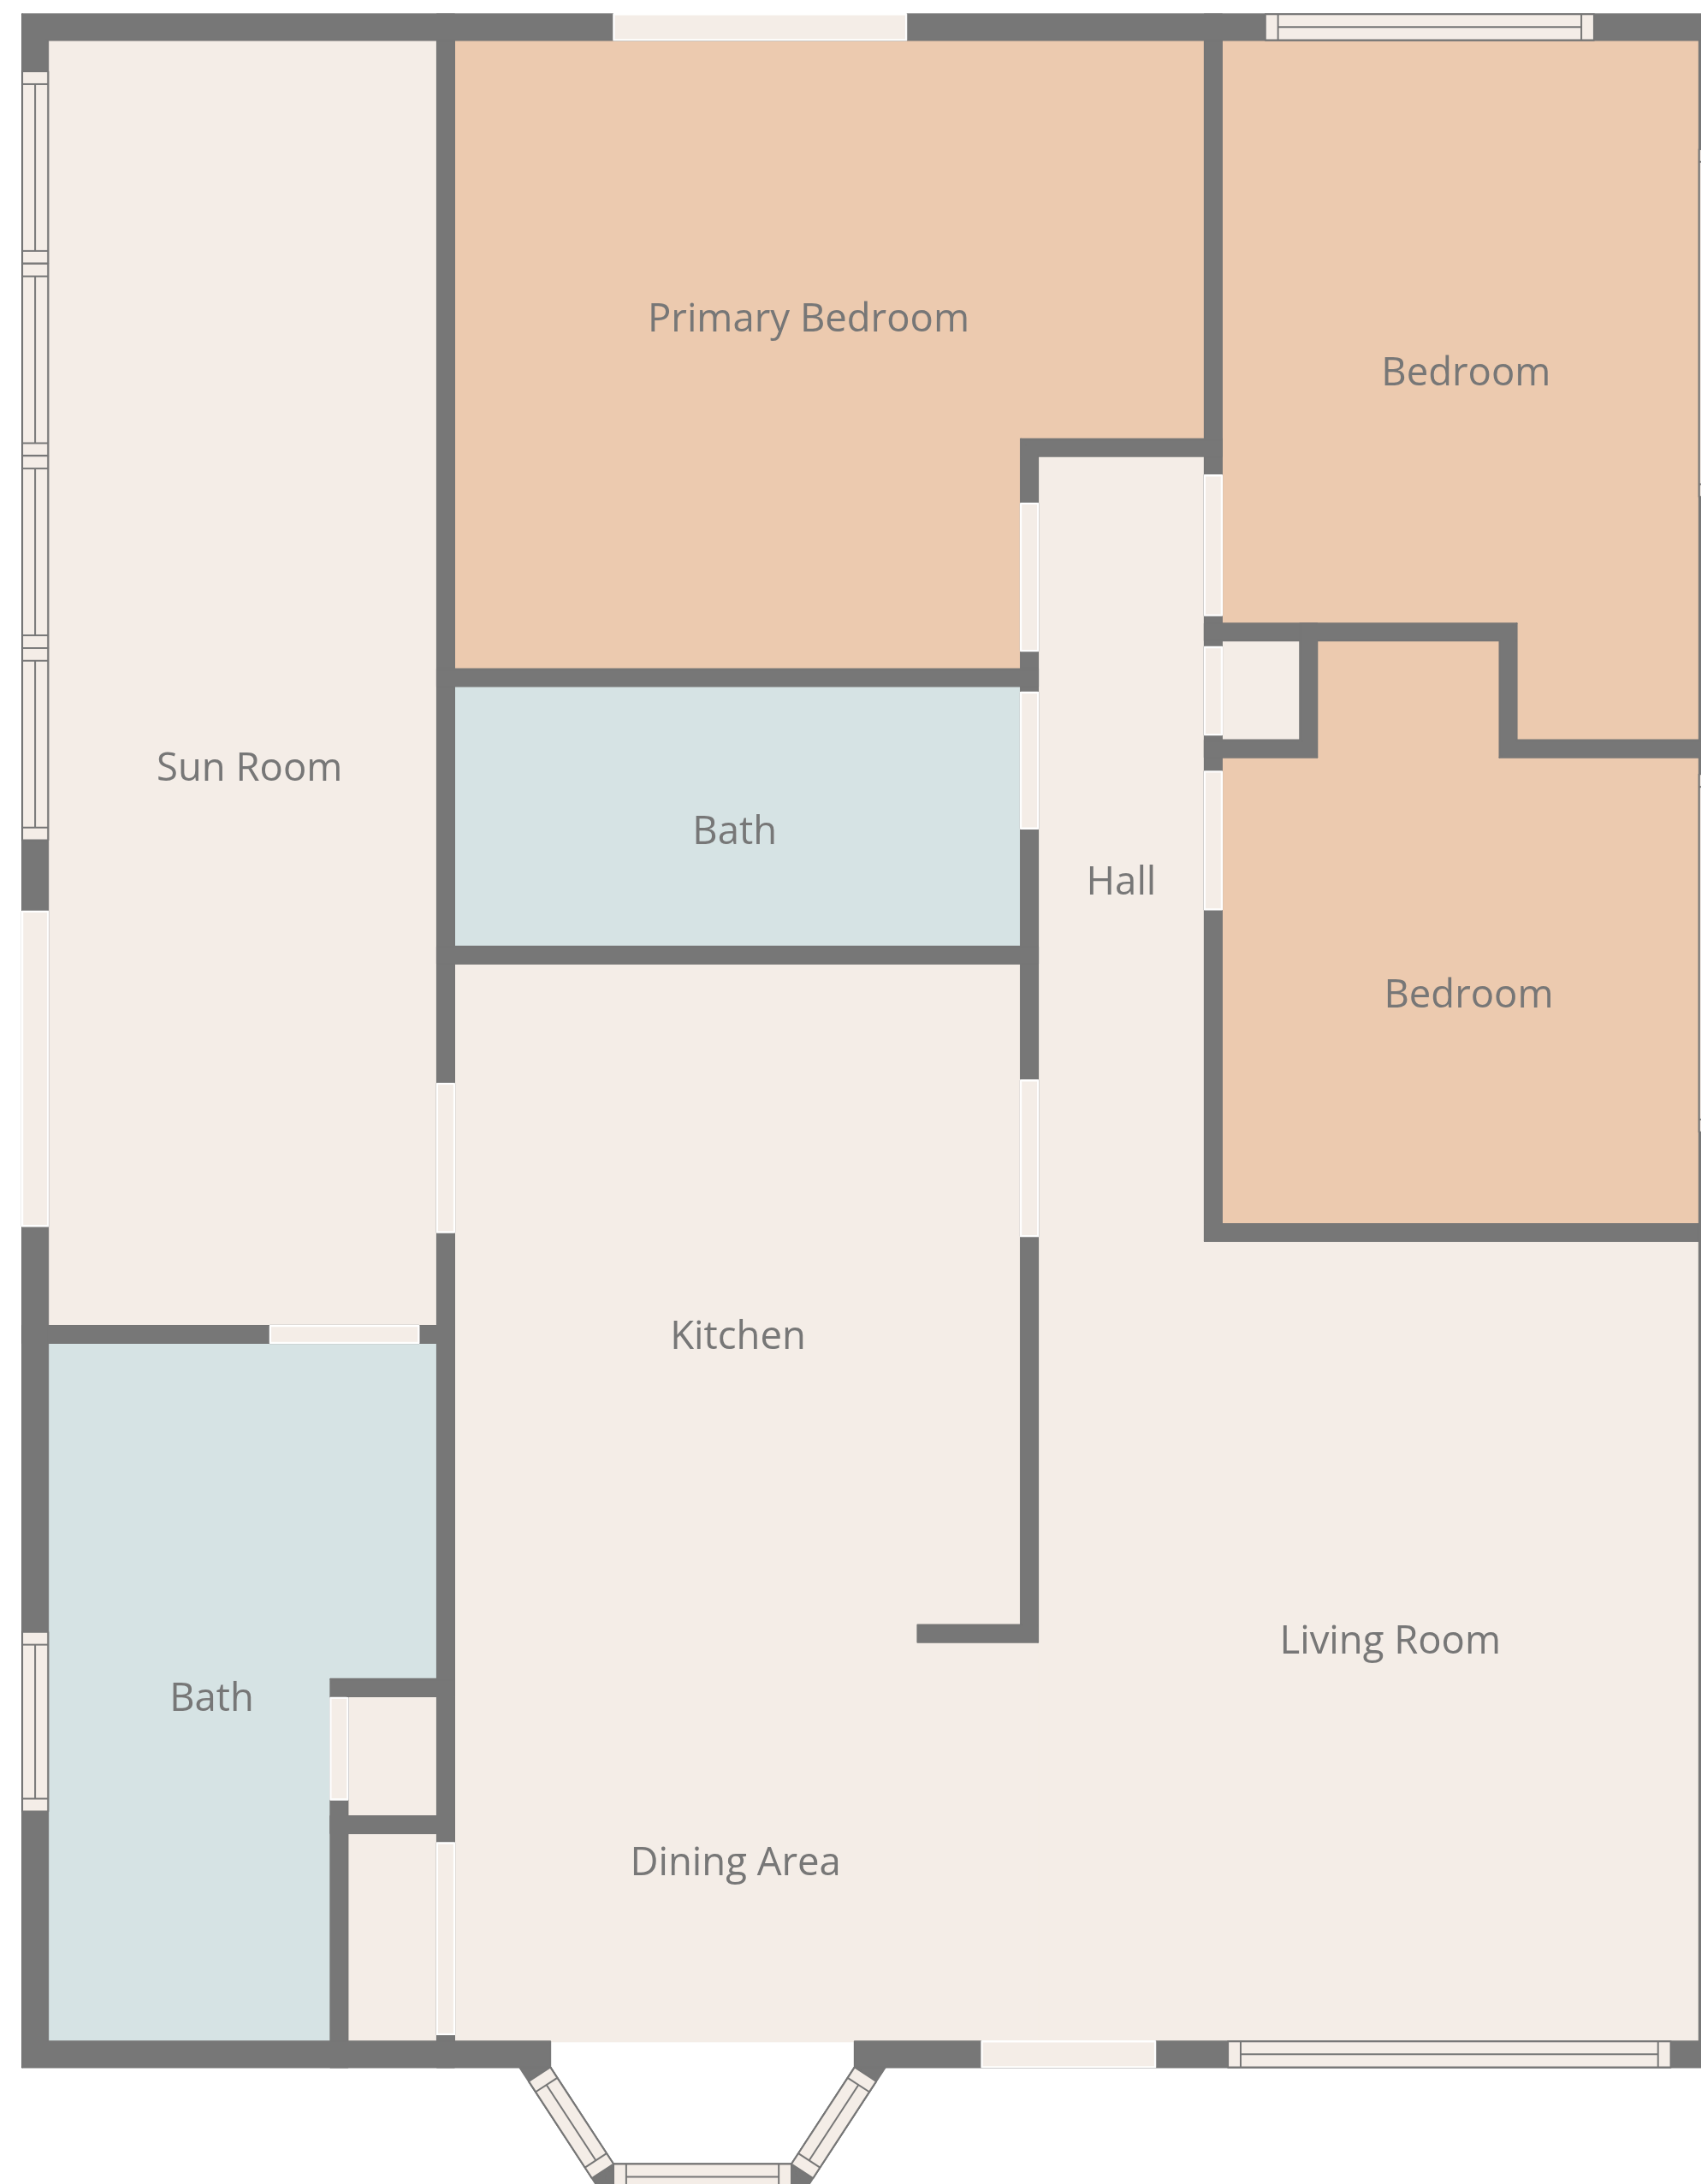 Primary Bedroom
Bedroom
Sun Room
Bath
Hall
Bedroom
Kitchen
Living Room
Bath
Dining Area